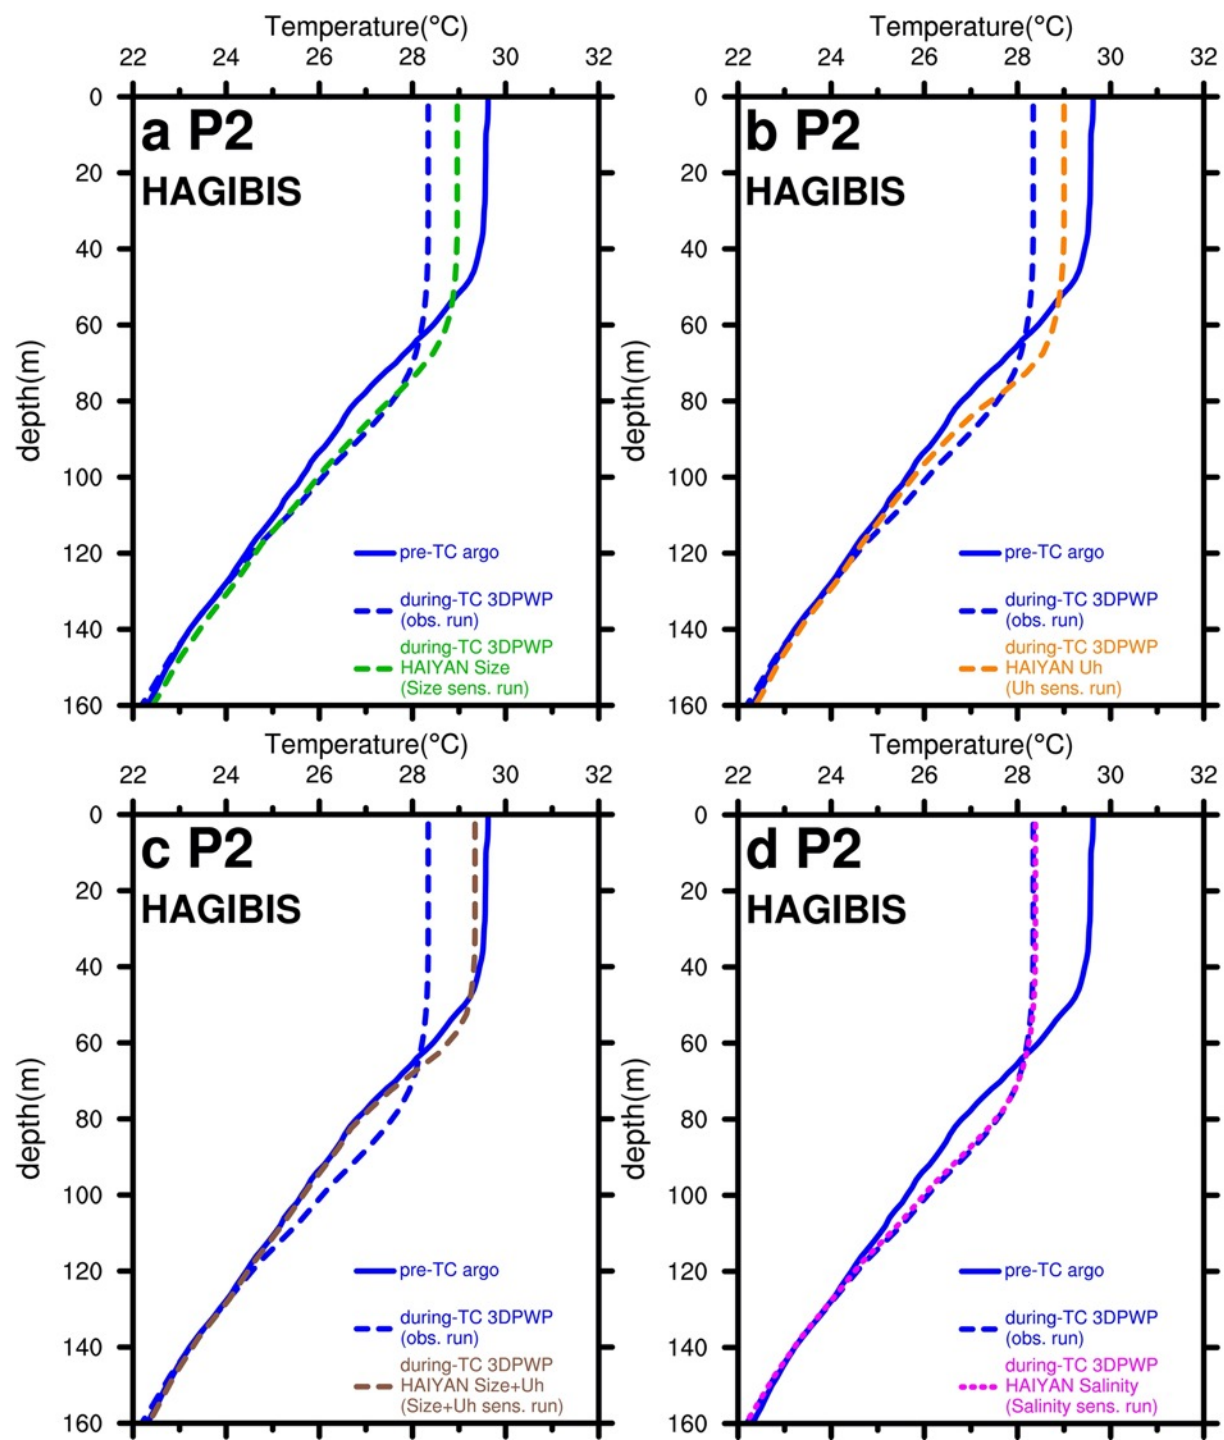 Temperature(°C)
22 24 26 28 30 32
0
20
40
60
80
100
120
140
160
depth(m)
a P2
HAGIBIS
pre-TC argo
during-TC 3DPWP
(obs. run)
during-TC 3DPWP
HAIYAN Size
(Size sens. run)
Temperature(°C)
22 24 26 28 30 32
0
20
40
60
80
100
120
140
160
depth(m)
b P2
HAGIBIS
pre-TC argo
during-TC 3DPWP
(obs. run)
during-TC 3DPWP
HAIYAN Uh
(Uh sens. run)
Temperature(°C)
22 24 26 28 30 32
0
20
40
60
80
100
120
140
160
depth(m)
c P2
HAGIBIS
pre-TC argo
during-TC 3DPWP
(obs. run)
during-TC 3DPWP
HAIYAN Size+Uh
(Size+Uh sens. run)
Temperature(°C)
22 24 26 28 30 32
0
20
40
60
80
100
120
140
160
depth(m)
d P2
HAGIBIS
pre-TC argo
during-TC 3DPWP
(obs. run)
during-TC 3DPWP
HAIYAN Salinity
(Salinity sens. run)